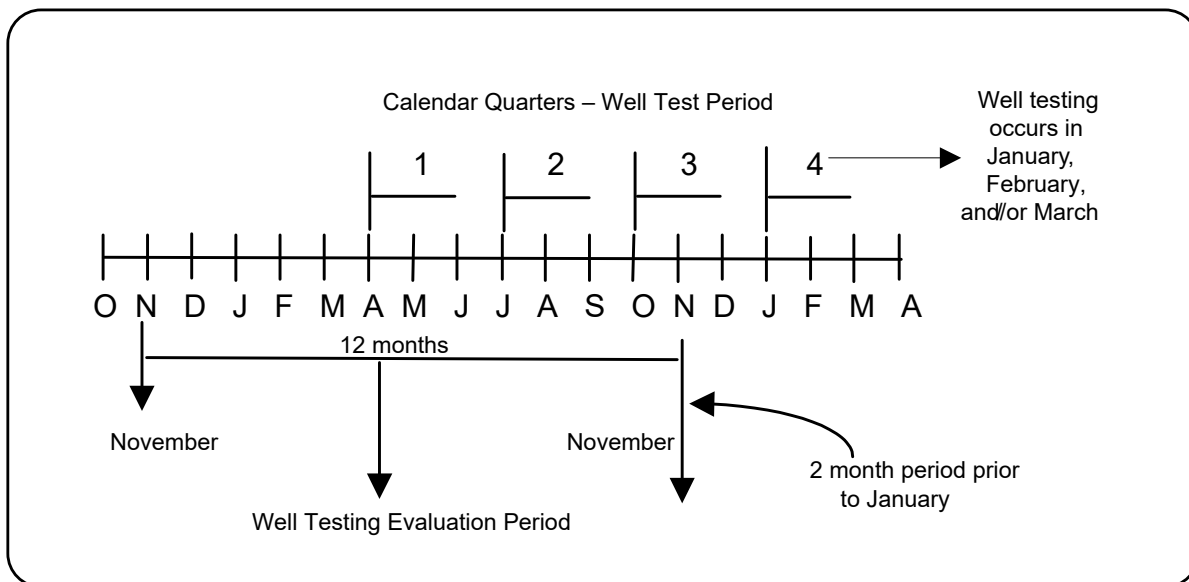 Calendar Quarters – Well Test Period
Well testing
occurs in
January,
February,
and/or March
1 2 3 4
O N D J F M A M J J A S O N D J F M A
12 months
November
November
2 month period prior
to January
Well Testing Evaluation Period